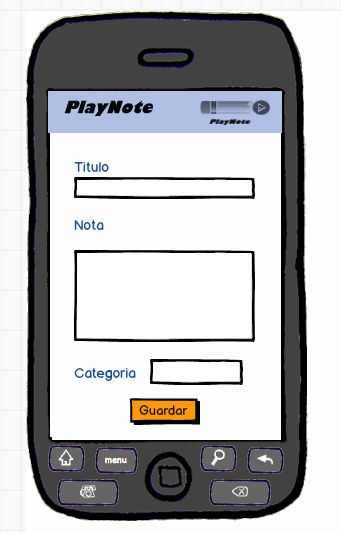 PlayNote
PlayNote
Titulo
Nota
Categoria
Guardar
menu